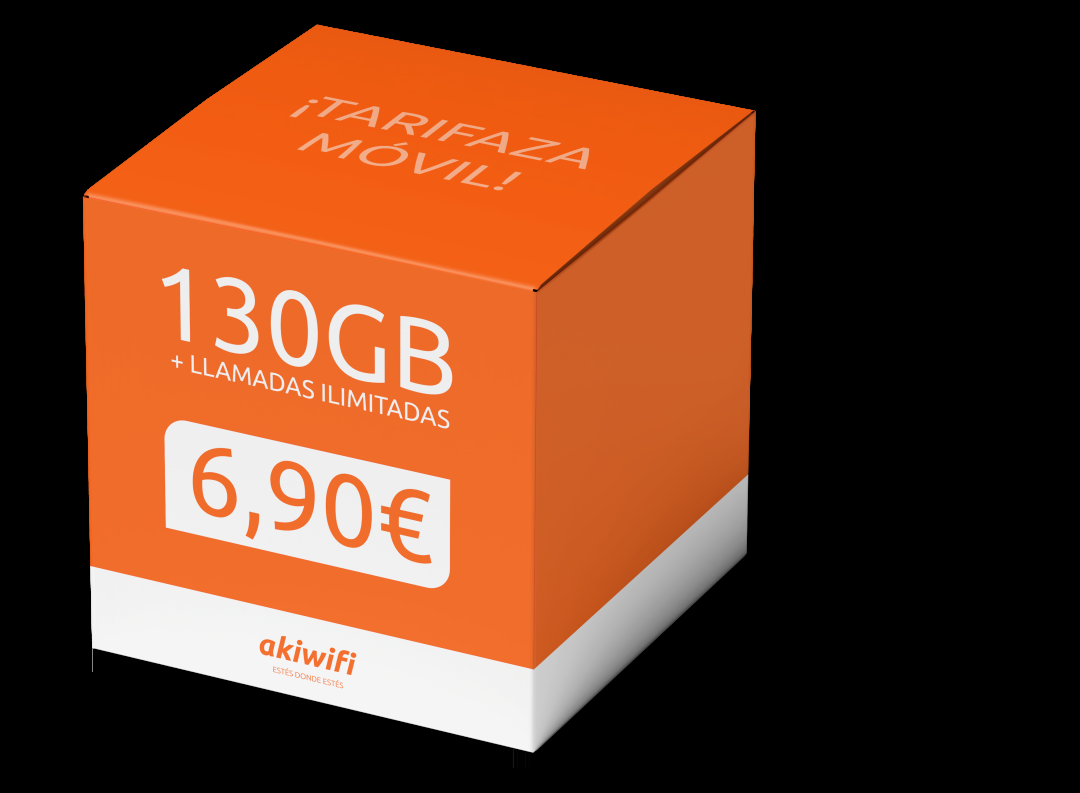 ¡TARIFAZA
MÓVIL!
130GB
+ LLAMADAS ILIMITADAS
6,90€
akiwifi
ESTÉS DONDE ESTÉS